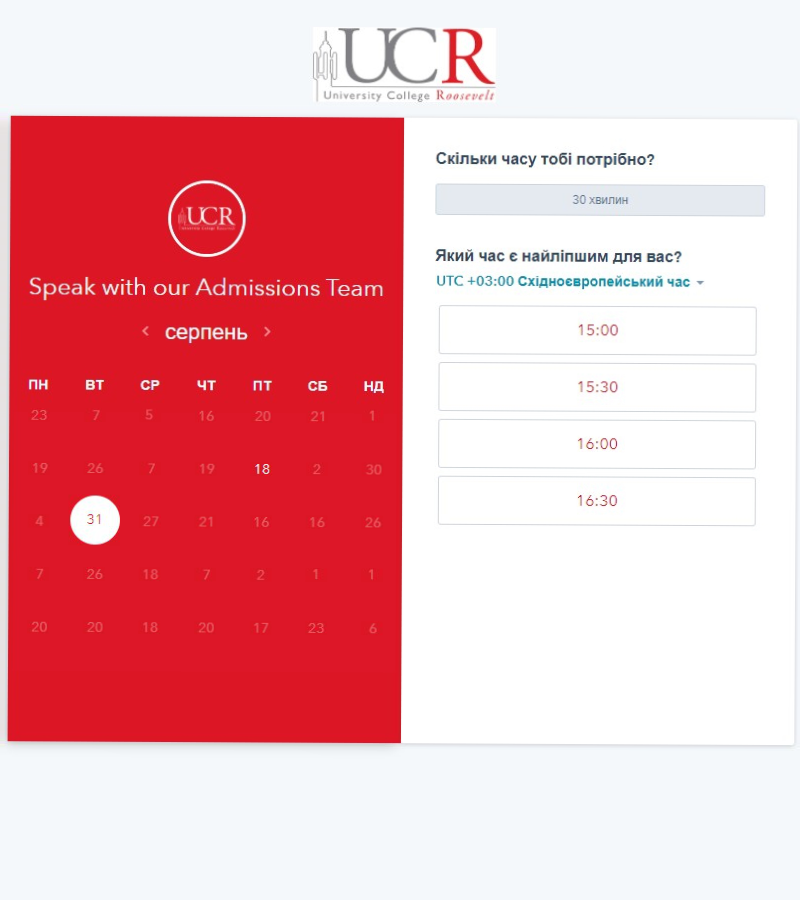 UCR
University College Roosevelt
UCR
Speak with our Admissions Team
серпень
ПН ВТ СР ЧТ ПТ СБ НД
23 7 5 16 20 21 1
19 26 7 19 18 2 30
4 31 27 21 16 16 26
7 26 18 7 2 1 1
20 20 18 20 17 23 6
Скільки часу тобі потрібно?
30 хвилин
Який час є найліпшим для вас?
UTC +03:00 Східноєвропейський час
15:00
15:30
16:00
16:30